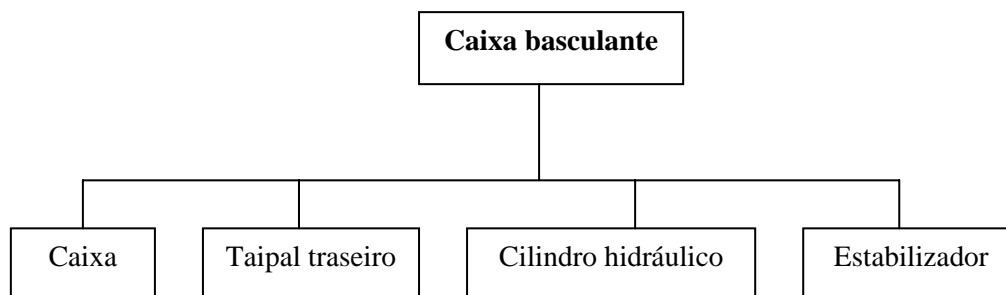 Caixa basculante
Caixa
Taipal traseiro
Cilindro hidráulico
Estabilizador